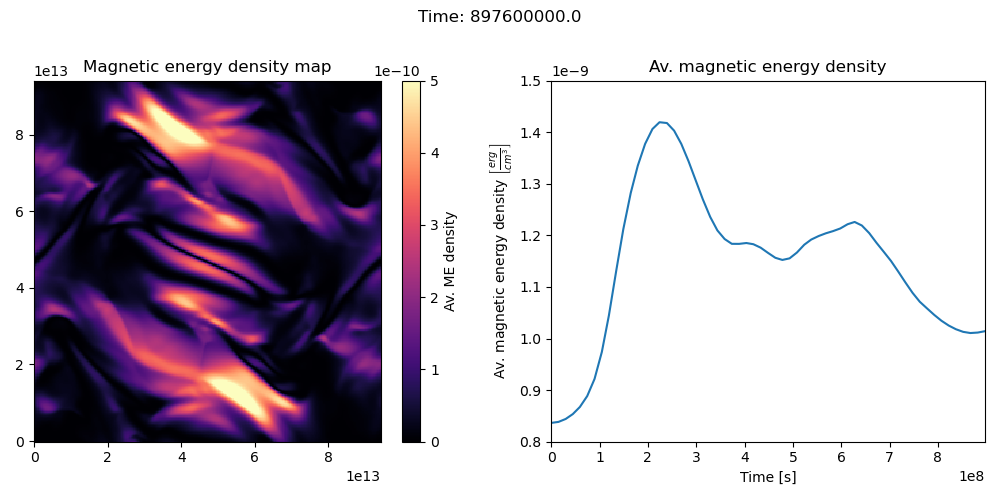 Time: 897600000.0
Magnetic energy density map
1e13
1e−10
8
6
4
2
0
0 2 4 6 8
1e13
5
4
3
2
1
0
Av. ME density
Av. magnetic energy density
1e−9
1.5
1.4
1.3
1.2
1.1
1.0
0.9
0.8
Av. magnetic energy density [erg/cm³]
0 1 2 3 4 5 6 7 8
Time [s]
1e8